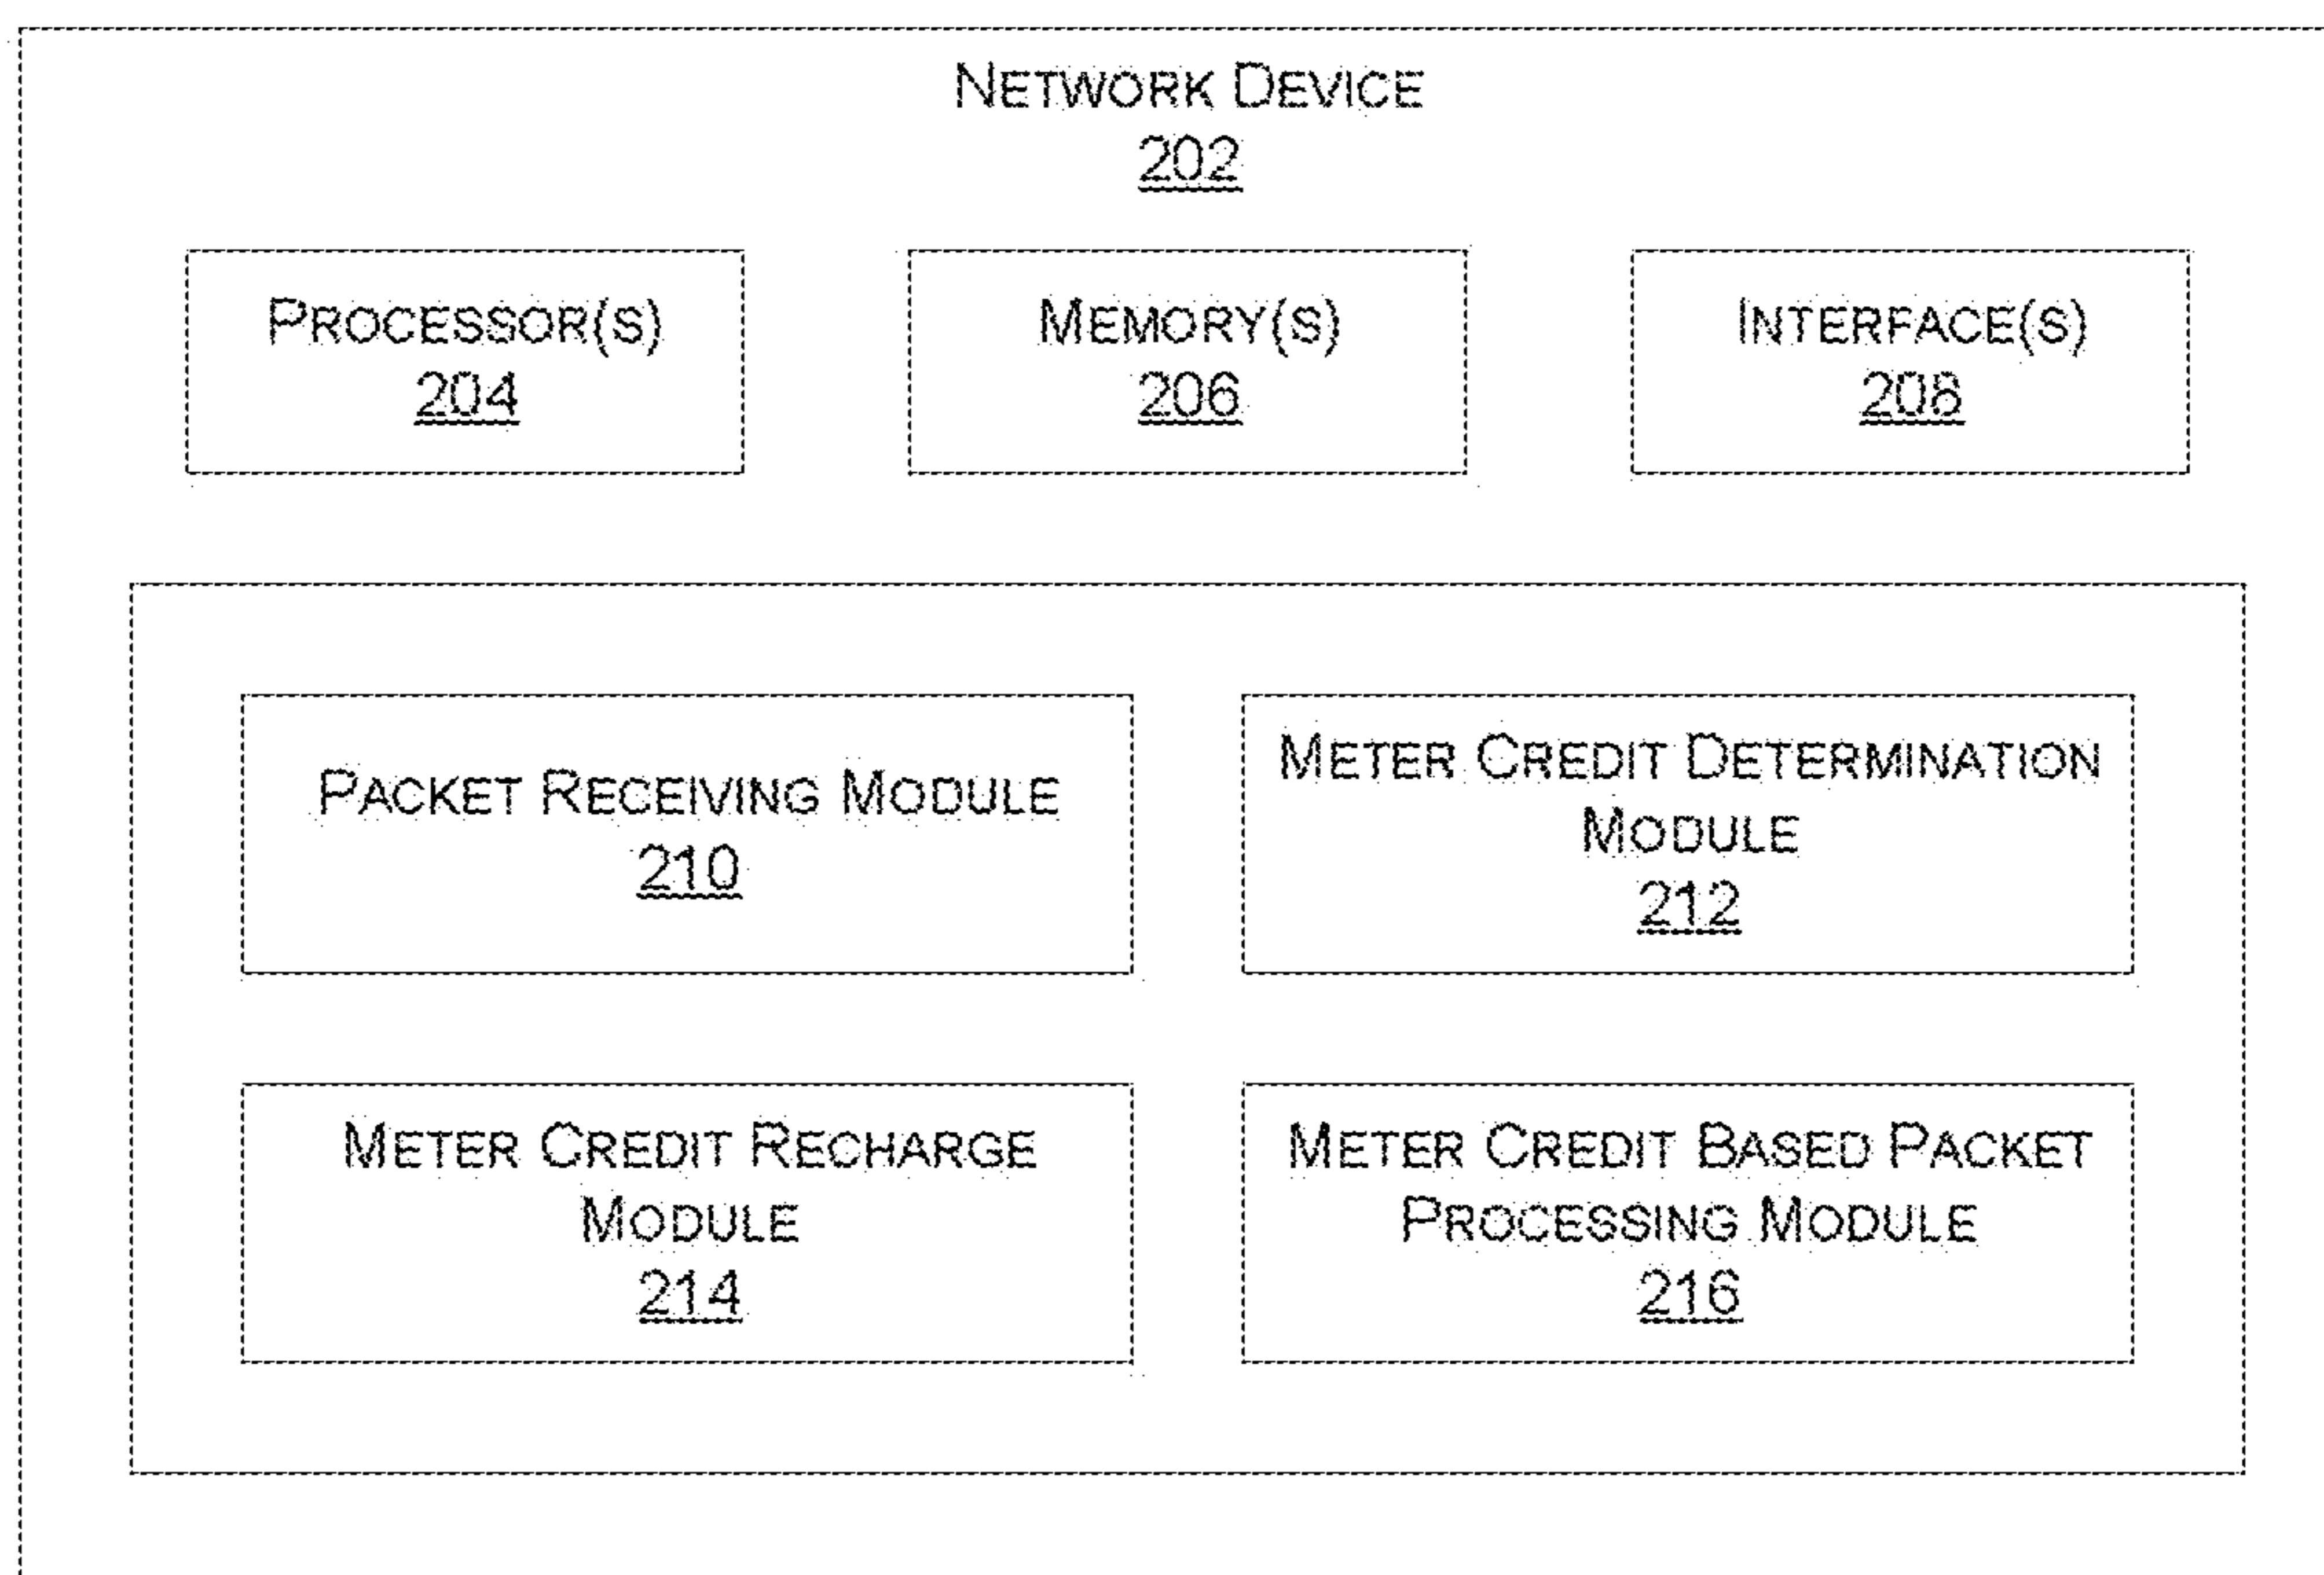 NETWORK DEVICE
202
PROCESSOR(S)
204
MEMORY(S)
206
INTERFACE(S)
208
PACKET RECEIVING MODULE
210
METER CREDIT DETERMINATION
MODULE
212
METER CREDIT RECHARGE
MODULE
214
METER CREDIT BASED PACKET
PROCESSING MODULE
216